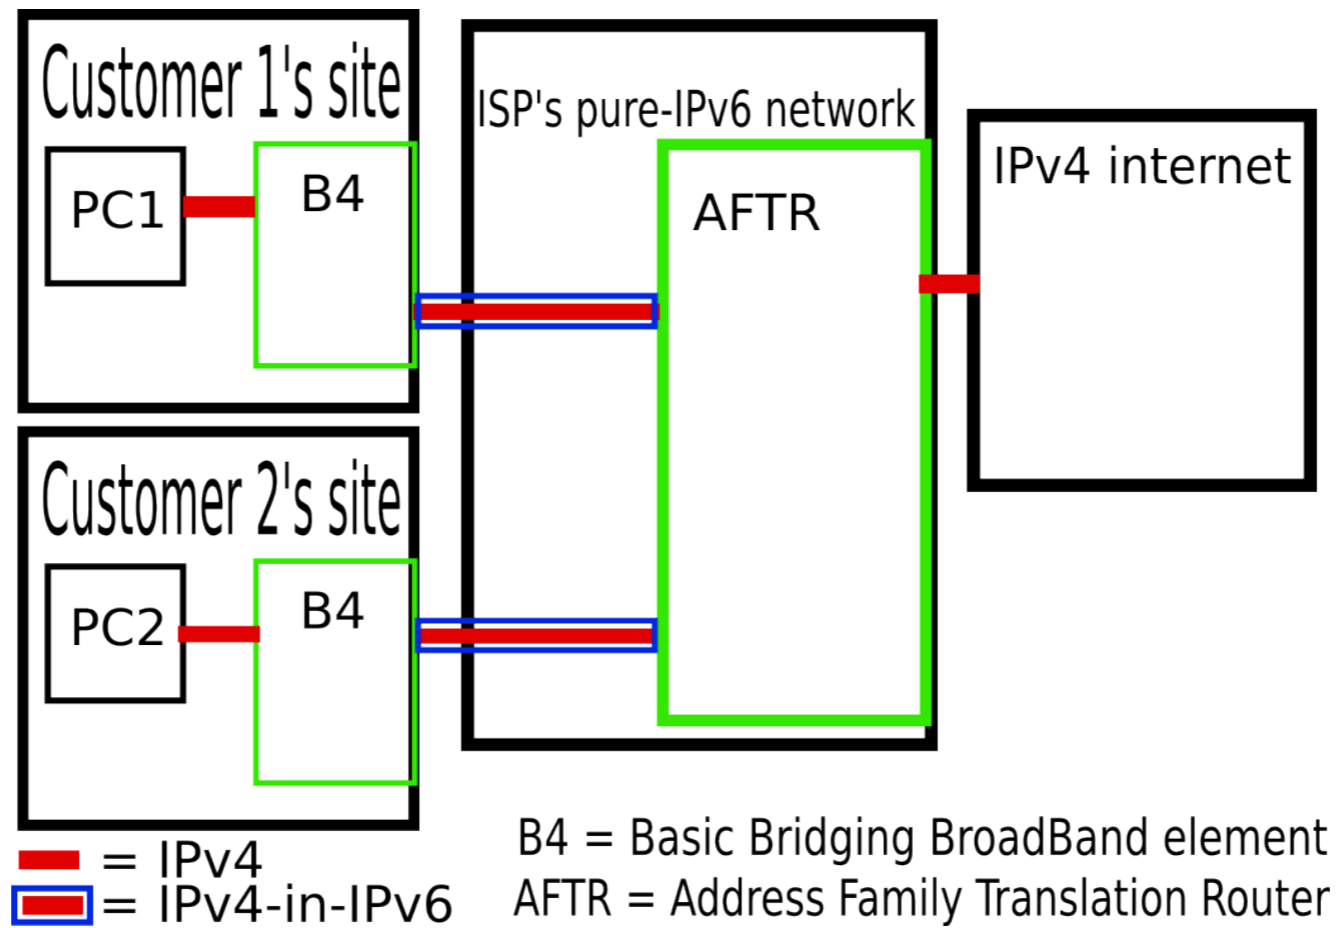 Customer 1's site
PC1
B4
Customer 2's site
PC2
B4
ISP's pure-IPv6 network
AFTR
IPv4 internet
= IPv4
= IPv4-in-IPv6
B4 = Basic Bridging BroadBand element
AFTR = Address Family Translation Router